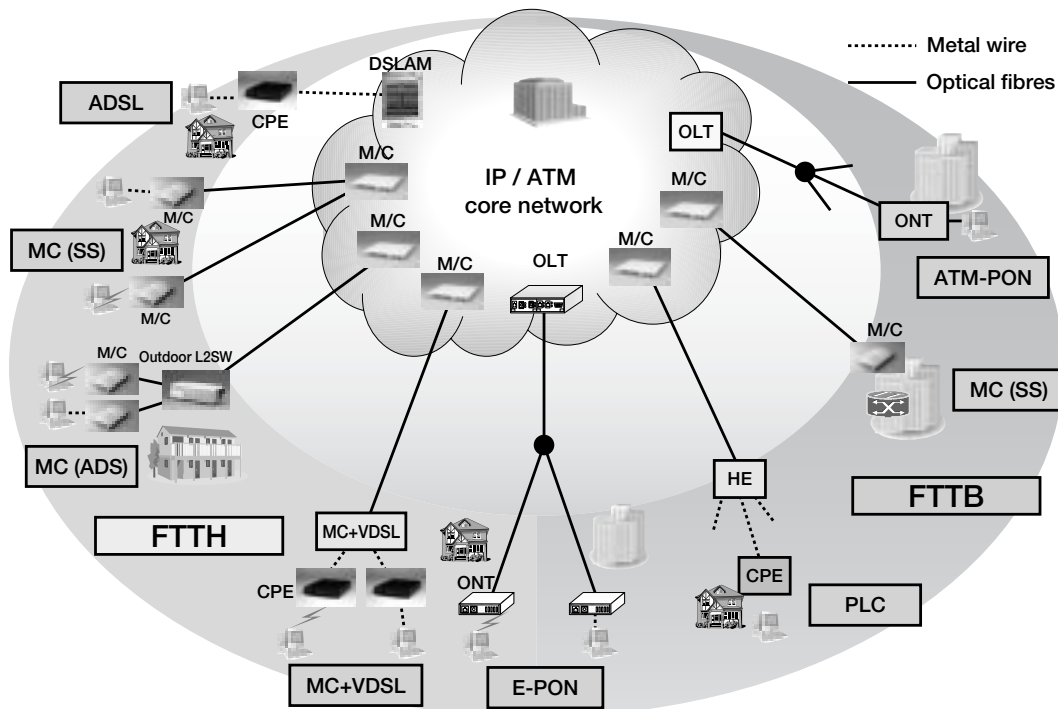 Metal wire
Optical fibres
DSLAM
ADSL
CPE
OLT
M/C
IP / ATM
core network
M/C
M/C
ONT
M/C
MC (SS)
M/C
M/C
OLT
M/C
ATM-PON
M/C
M/C
Outdoor L2SW
M/C
MC (SS)
MC (ADS)
HE
FTTB
FTTH
MC+VDSL
CPE
ONT
CPE
PLC
MC+VDSL
E-PON